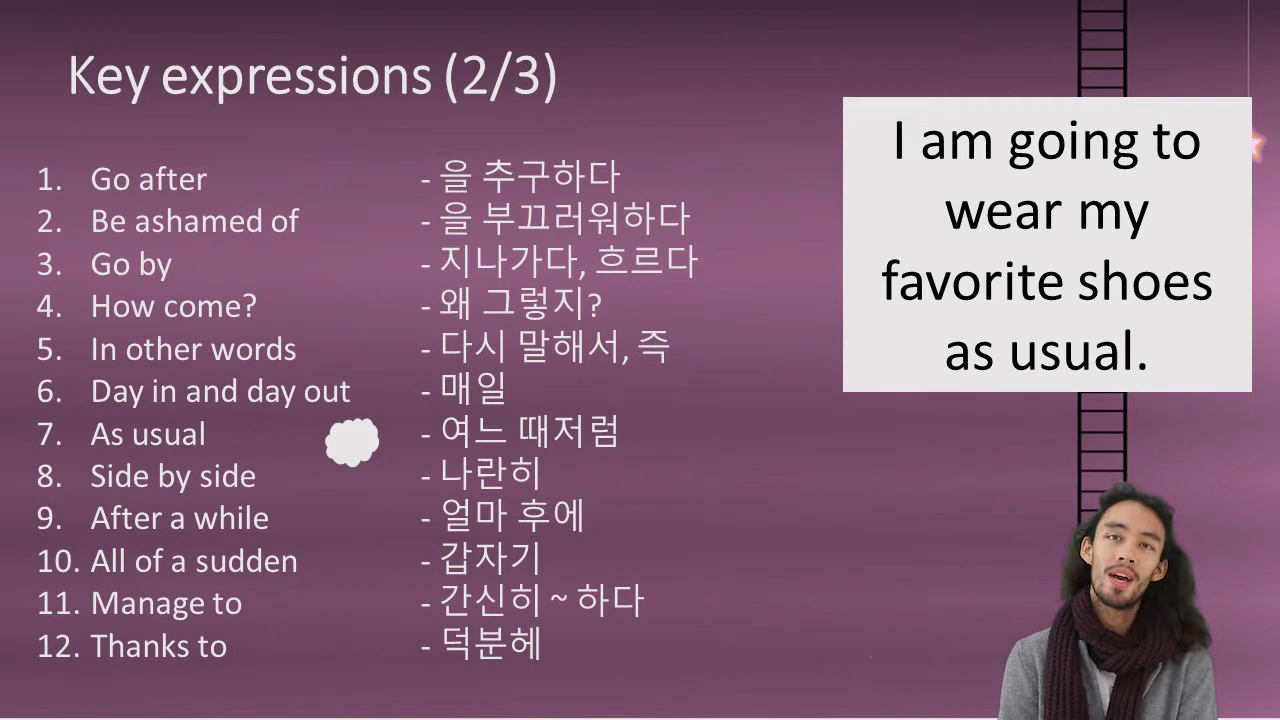 Key expressions (2/3)
1. Go after - 을 추구하다
2. Be ashamed of - 을 부끄러워하다
3. Go by - 지나가다, 흐르다
4. How come? - 왜 그렇지?
5. In other words - 다시 말해서, 즉
6. Day in and day out - 매일
7. As usual - 여느 때저럼
8. Side by side - 나란히
9. After a while - 얼마 후에
10. All of a sudden - 갑자기
11. Manage to - 간신히 ~ 하다
12. Thanks to - 덕분헤
I am going to
wear my
favorite shoes
as usual.